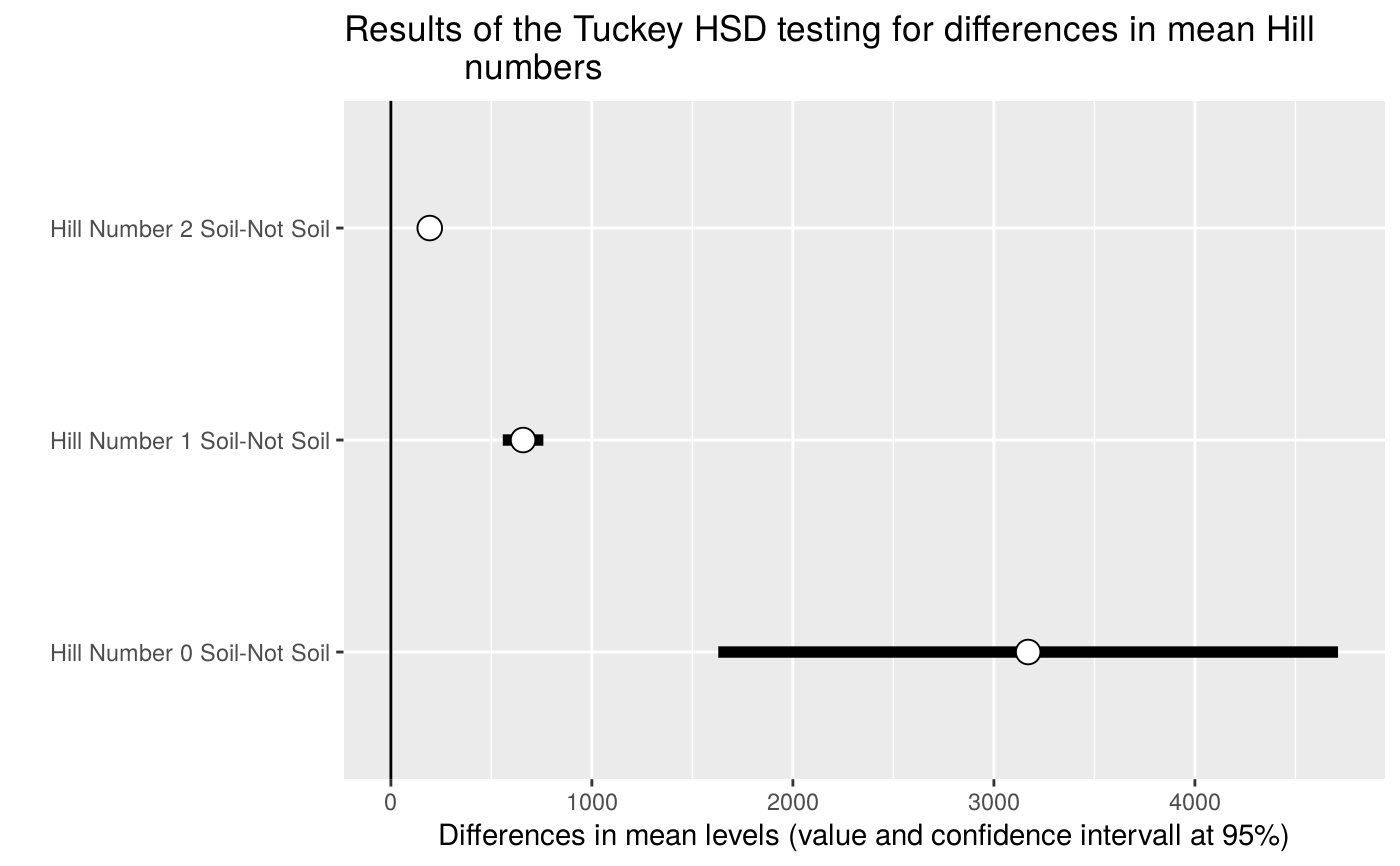 Results of the Tuckey HSD testing for differences in mean Hill
numbers
Hill Number 2 Soil-Not Soil
Hill Number 1 Soil-Not Soil
Hill Number 0 Soil-Not Soil
0 1000 2000 3000 4000
Differences in mean levels (value and confidence intervall at 95%)